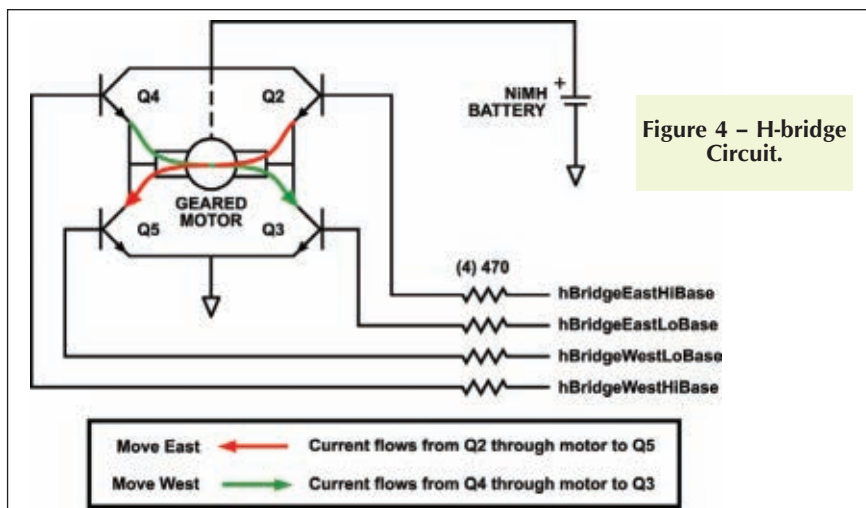 Q4
Q2
+
NiMH
BATTERY
Figure 4 – H-bridge
Circuit.
GEARED
MOTOR
Q5
Q3
(4) 470
hBridgeEastHiBase
hBridgeEastLoBase
hBridgeWestLoBase
hBridgeWestHiBase
Move East Current flows from Q2 through motor to Q5
Move West Current flows from Q4 through motor to Q3